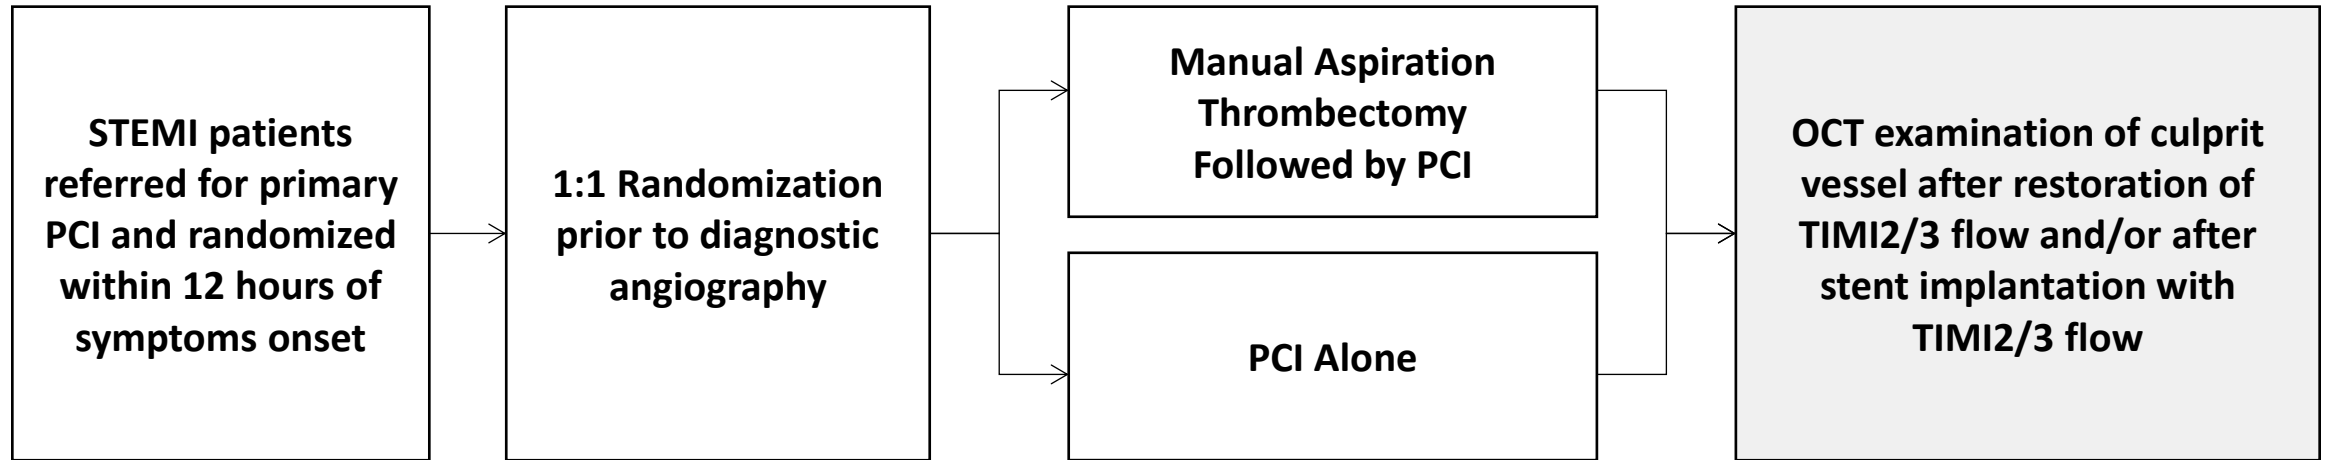 STEMI patients
referred for primary
PCI and randomized
within 12 hours of
symptoms onset
1:1 Randomization
prior to diagnostic
angiography
Manual Aspiration
Thrombectomy
Followed by PCI
PCI Alone
OCT examination of culprit
vessel after restoration of
TIMI2/3 flow and/or after
stent implantation with
TIMI2/3 flow